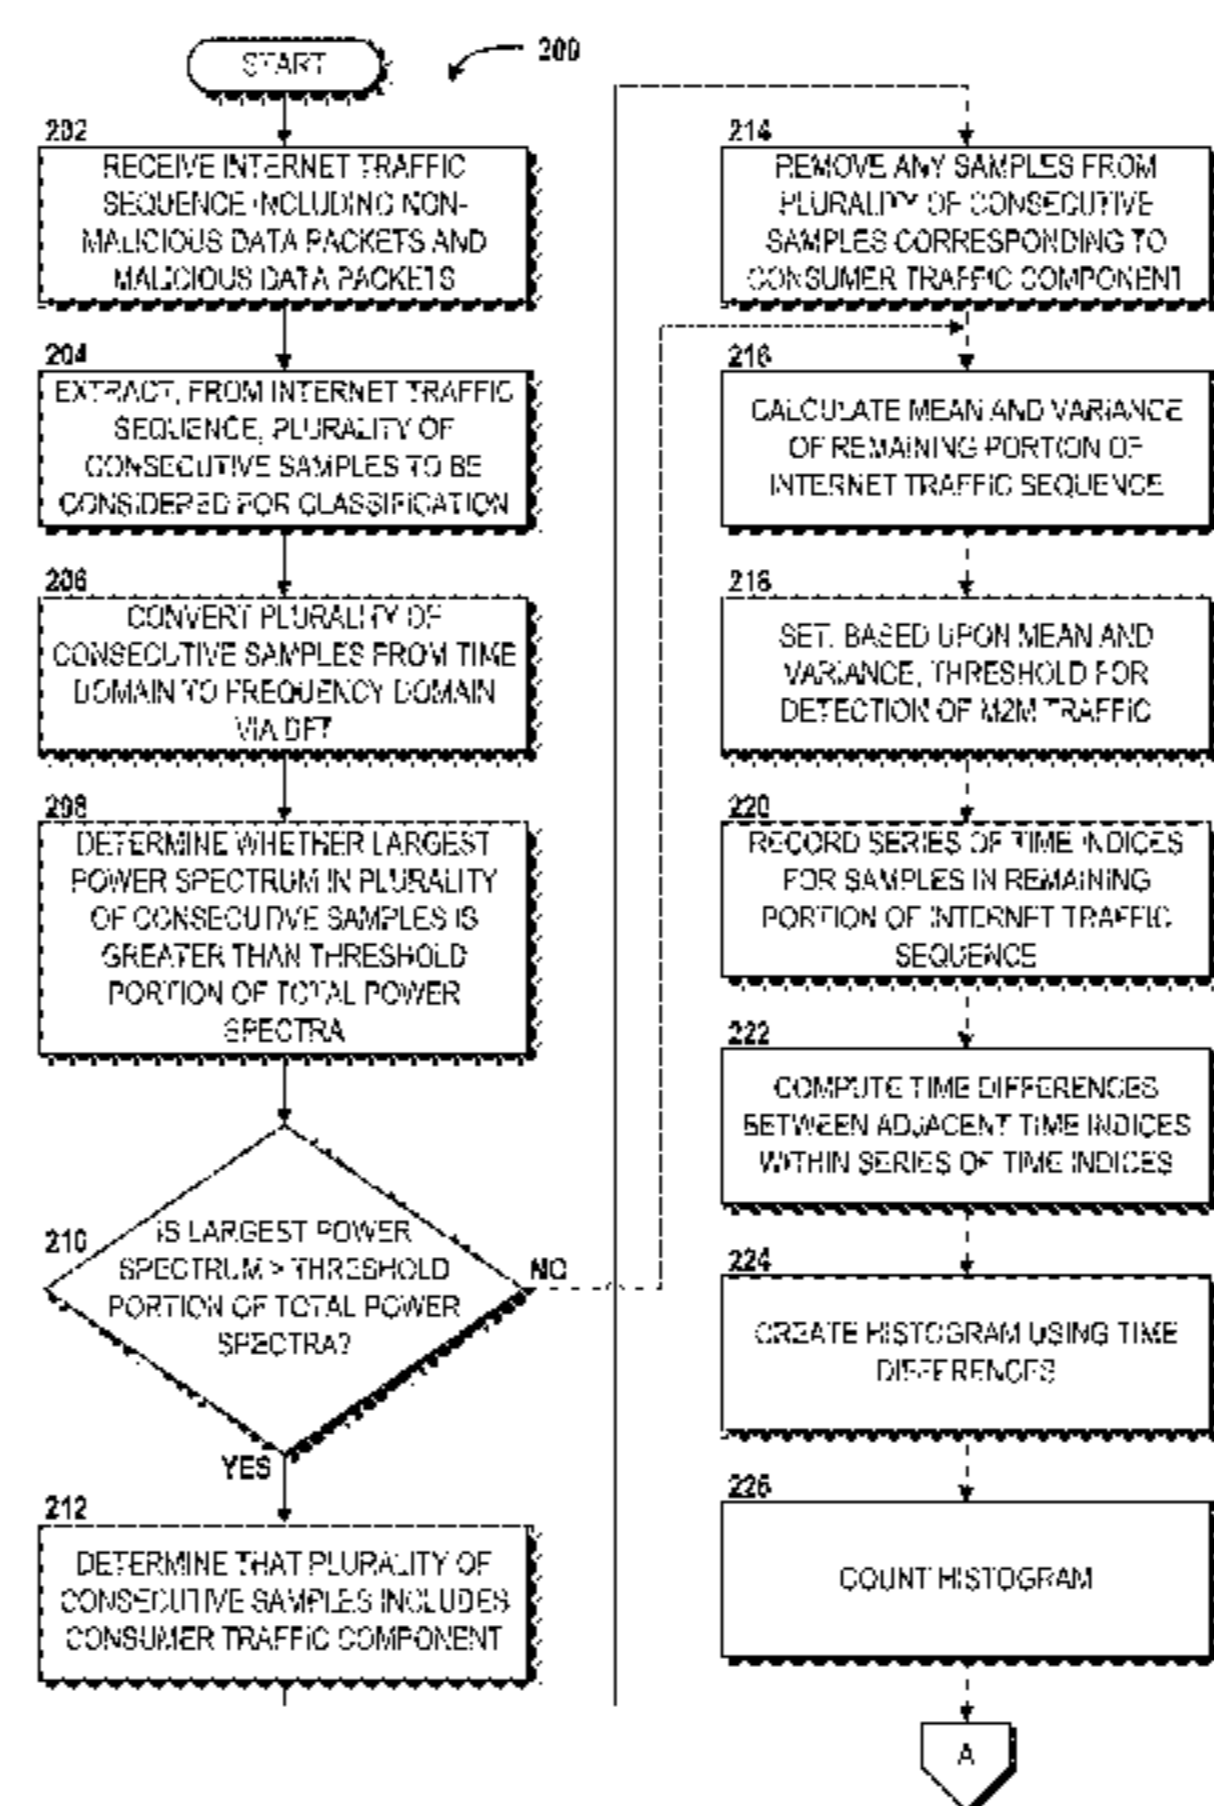 START
200
202
RECEIVE INTERNET TRAFFIC
SEQUENCE INCLUDING NON-
MALICIOUS DATA PACKETS AND
MALICIOUS DATA PACKETS
204
EXTRACT, FROM INTERNET TRAFFIC
SEQUENCE, PLURALITY OF
CONSECUTIVE SAMPLES TO BE
CONSIDERED FOR CLASSIFICATION
206
CONVERT PLURALITY OF
CONSECUTIVE SAMPLES FROM TIME
DOMAIN TO FREQUENCY DOMAIN
VIA DFT
208
DETERMINE WHETHER LARGEST
POWER SPECTRUM IN PLURALITY
OF CONSECUTIVE SAMPLES IS
GREATER THAN THRESHOLD
PORTION OF TOTAL POWER
SPECTRA
210
IS LARGEST POWER
SPECTRUM > THRESHOLD
PORTION OF TOTAL POWER
SPECTRA?
NO
YES
212
DETERMINE THAT PLURALITY OF
CONSECUTIVE SAMPLES INCLUDES
CONSUMER TRAFFIC COMPONENT
214
REMOVE ANY SAMPLES FROM
PLURALITY OF CONSECUTIVE
SAMPLES CORRESPONDING TO
CONSUMER TRAFFIC COMPONENT
216
CALCULATE MEAN AND VARIANCE
OF REMAINING PORTION OF
INTERNET TRAFFIC SEQUENCE
218
SET, BASED UPON MEAN AND
VARIANCE, THRESHOLD FOR
DETECTION OF M2M TRAFFIC
220
RECORD SERIES OF TIME INDICES
FOR SAMPLES IN REMAINING
PORTION OF INTERNET TRAFFIC
SEQUENCE
222
COMPUTE TIME DIFFERENCES
BETWEEN ADJACENT TIME INDICES
WITHIN SERIES OF TIME INDICES
224
CREATE HISTOGRAM USING TIME
DIFFERENCES
226
COUNT HISTOGRAM
A